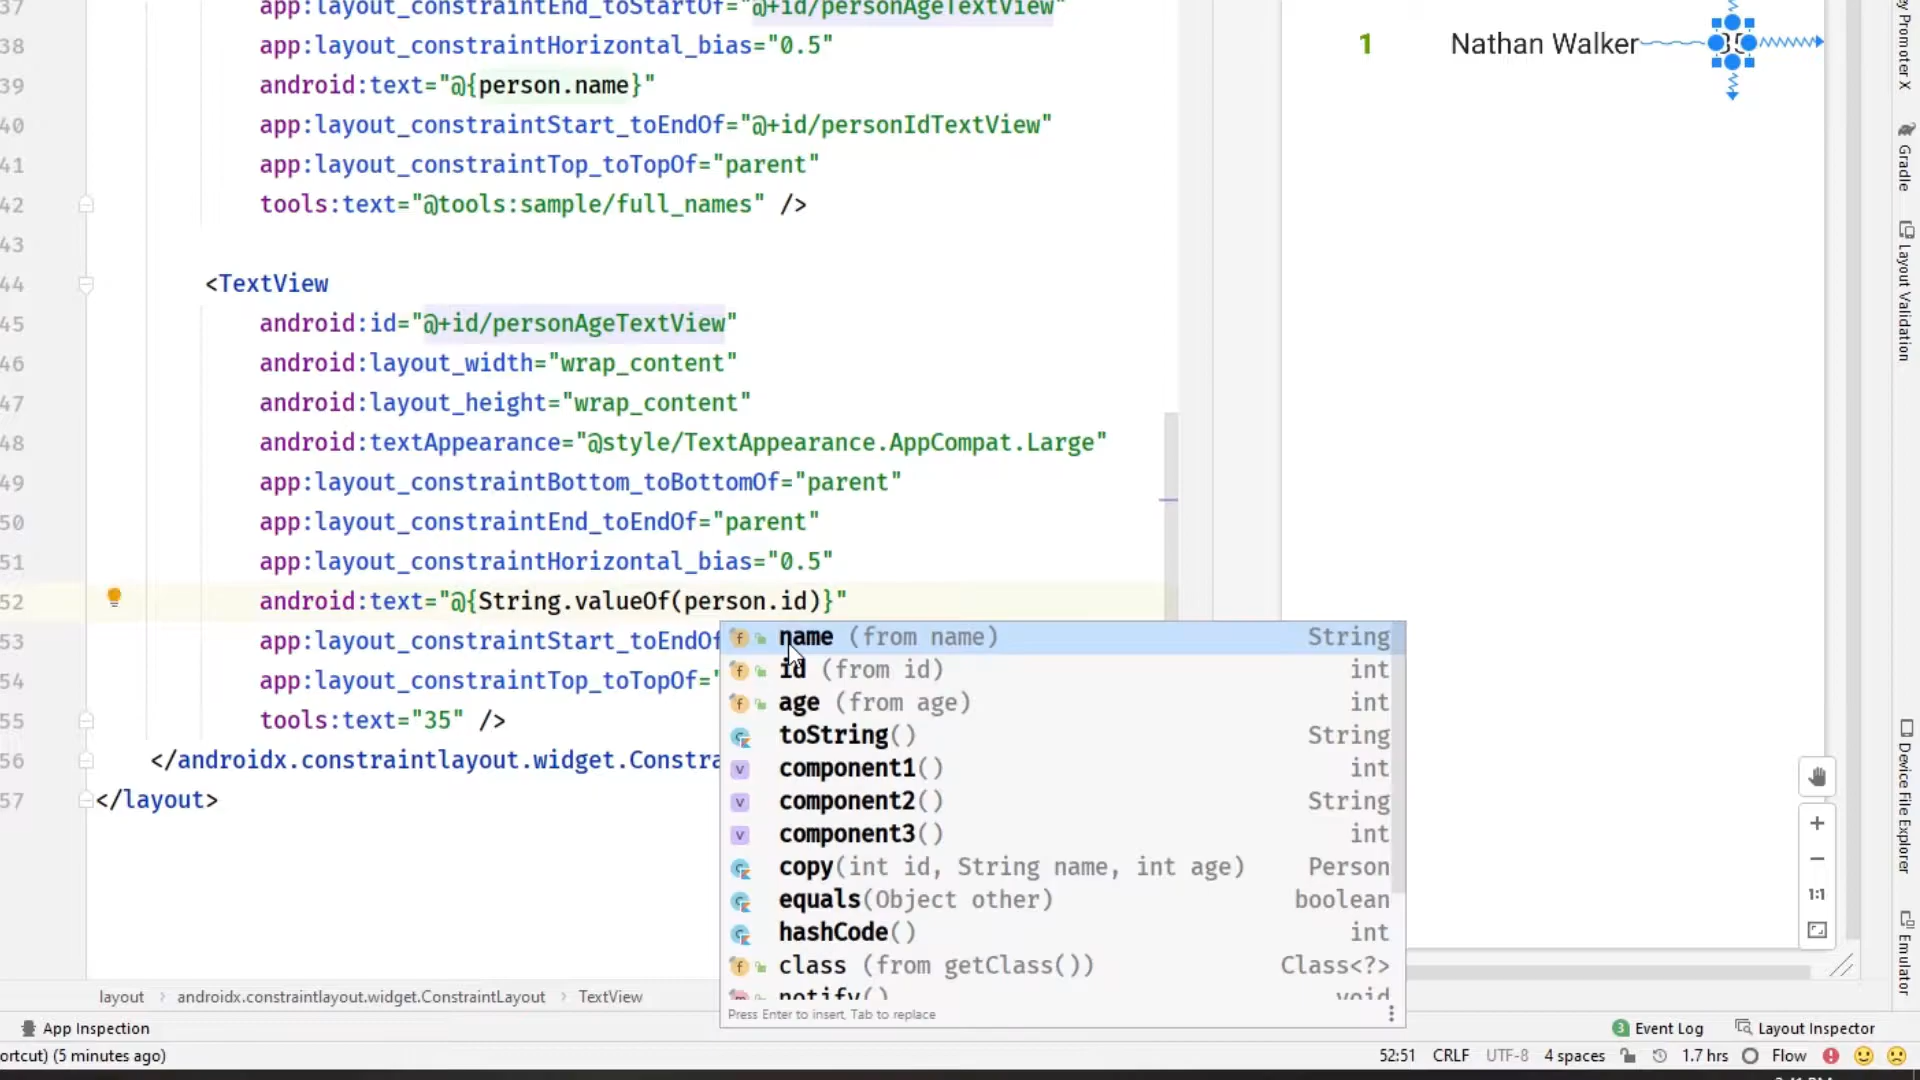 37 app:layout_constraintEnd_toStartOf="@+id/personAgeTextView"
38 app:layout_constraintHorizontal_bias="0.5"
39 android:text="@{person.name}"
40 app:layout_constraintStart_toEndOf="@+id/personIdTextView"
41 app:layout_constraintTop_toTopOf="parent"
42 tools:text="@tools:sample/full_names" />
43
44 <TextView
45 android:id="@+id/personAgeTextView"
46 android:layout_width="wrap_content"
47 android:layout_height="wrap_content"
48 android:textAppearance="@style/TextAppearance.AppCompat.Large"
49 app:layout_constraintBottom_toBottomOf="parent"
50 app:layout_constraintEnd_toEndOf="parent"
51 app:layout_constraintHorizontal_bias="0.5"
52 android:text="@{String.valueOf(person.id)}"
53 app:layout_constraintStart_toEndOf
54 app:layout_constraintTop_toTopOf="
55 tools:text="35" />
56 </androidx.constraintlayout.widget.Constra
57 </layout>
name (from name) String
id (from id) int
age (from age) int
toString() String
component1() int
component2() String
component3() int
copy(int id, String name, int age) Person
equals(Object other) boolean
hashCode() int
class (from getClass()) Class<?>
notify() void
Press Enter to insert, Tab to replace
1 Nathan Walker 35
1:1
Promoter X
Gradle
Layout Validation
Device File Explorer
Emulator
layout androidx.constraintlayout.widget.ConstraintLayout TextView
App Inspection
3 Event Log Layout Inspector
ortcut) (5 minutes ago)
52:51 CRLF UTF-8 4 spaces 1.7 hrs Flow